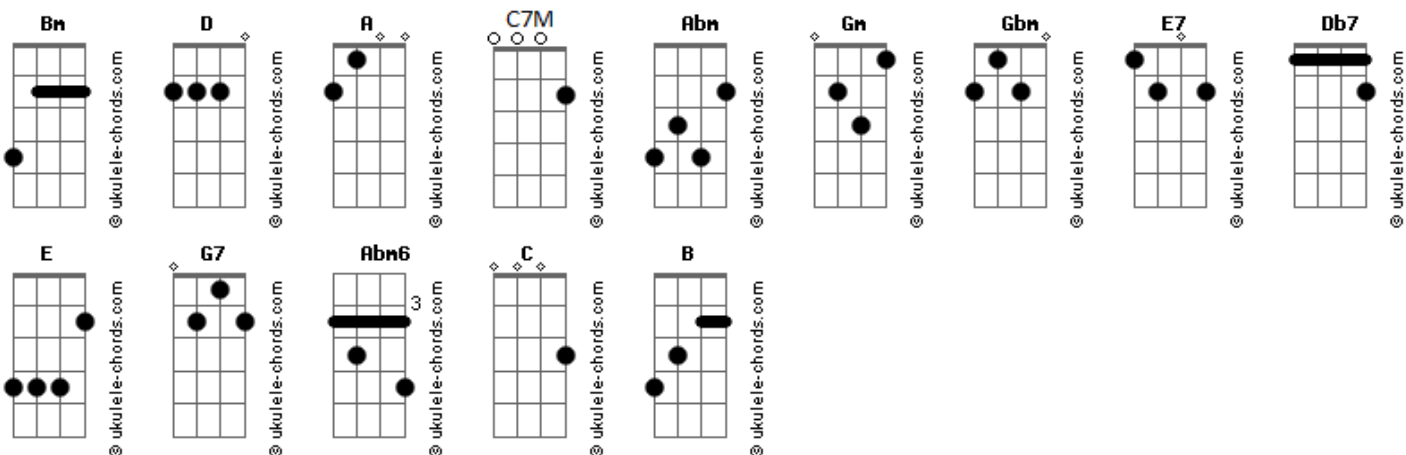 Bm D A C7M Abm Gm Gbm E7 Db7
© ukulele-chords.com © ukulele-chords.com © ukulele-chords.com © ukulele-chords.com © ukulele-chords.com © ukulele-chords.com © ukulele-chords.com © ukulele-chords.com © ukulele-chords.com
E G7 Abm6 C B
3
© ukulele-chords.com © ukulele-chords.com © ukulele-chords.com © ukulele-chords.com © ukulele-chords.com